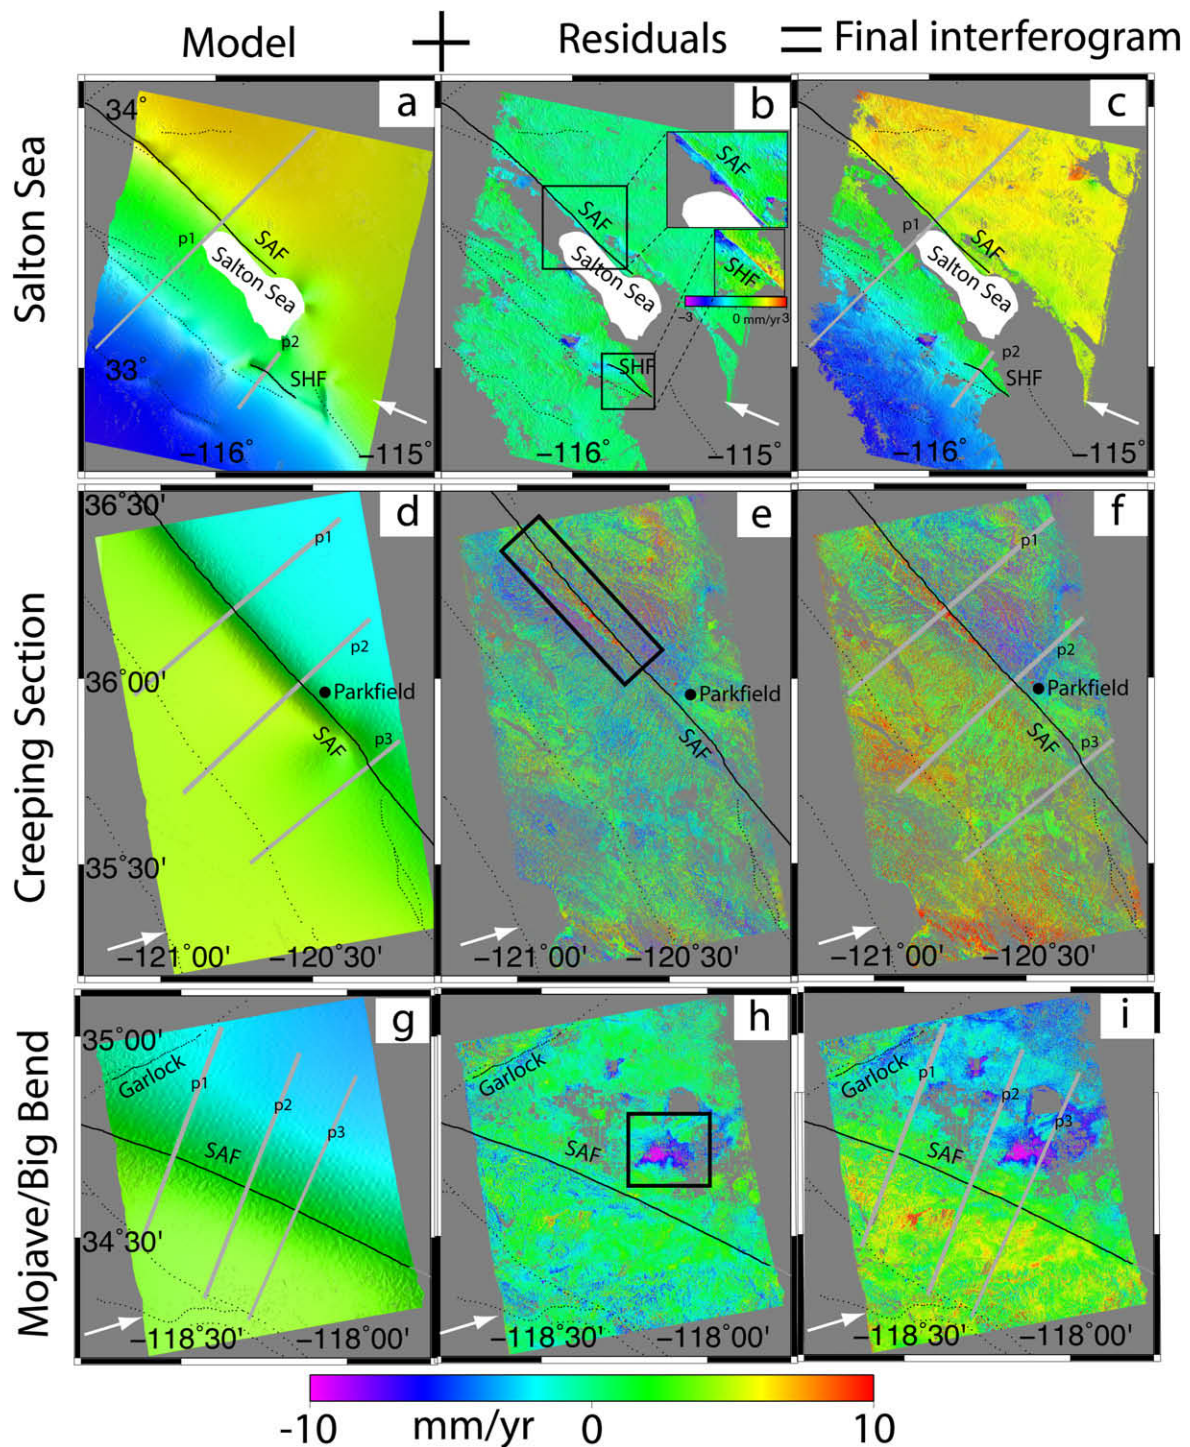 Model + Residuals = Final interferogram
Salton Sea
a
34°
p1
SAF
Salton Sea
p2
33°
SHF
-116°
-115°
b
SAF
SAF
SHF
Salton Sea
-3 0 mm/yr 3
SHF
-116°
-115°
c
p1
SAF
Salton Sea
p2
SHF
-116°
-115°
Creeping Section
36°30'
d
p1
p2
36°00'
Parkfield
SAF
p3
35°30'
-121°00' -120°30'
e
Parkfield
SAF
-121°00' -120°30'
f
p1
p2
Parkfield
SAF
p3
-121°00' -120°30'
Mojave/Big Bend
35°00'
g
Garlock
p1
p2
p3
SAF
34°30'
-118°30' -118°00'
h
Garlock
SAF
-118°30' -118°00'
i
Garlock
p1
p2
p3
SAF
-118°30' -118°00'
-10 mm/yr 0 10